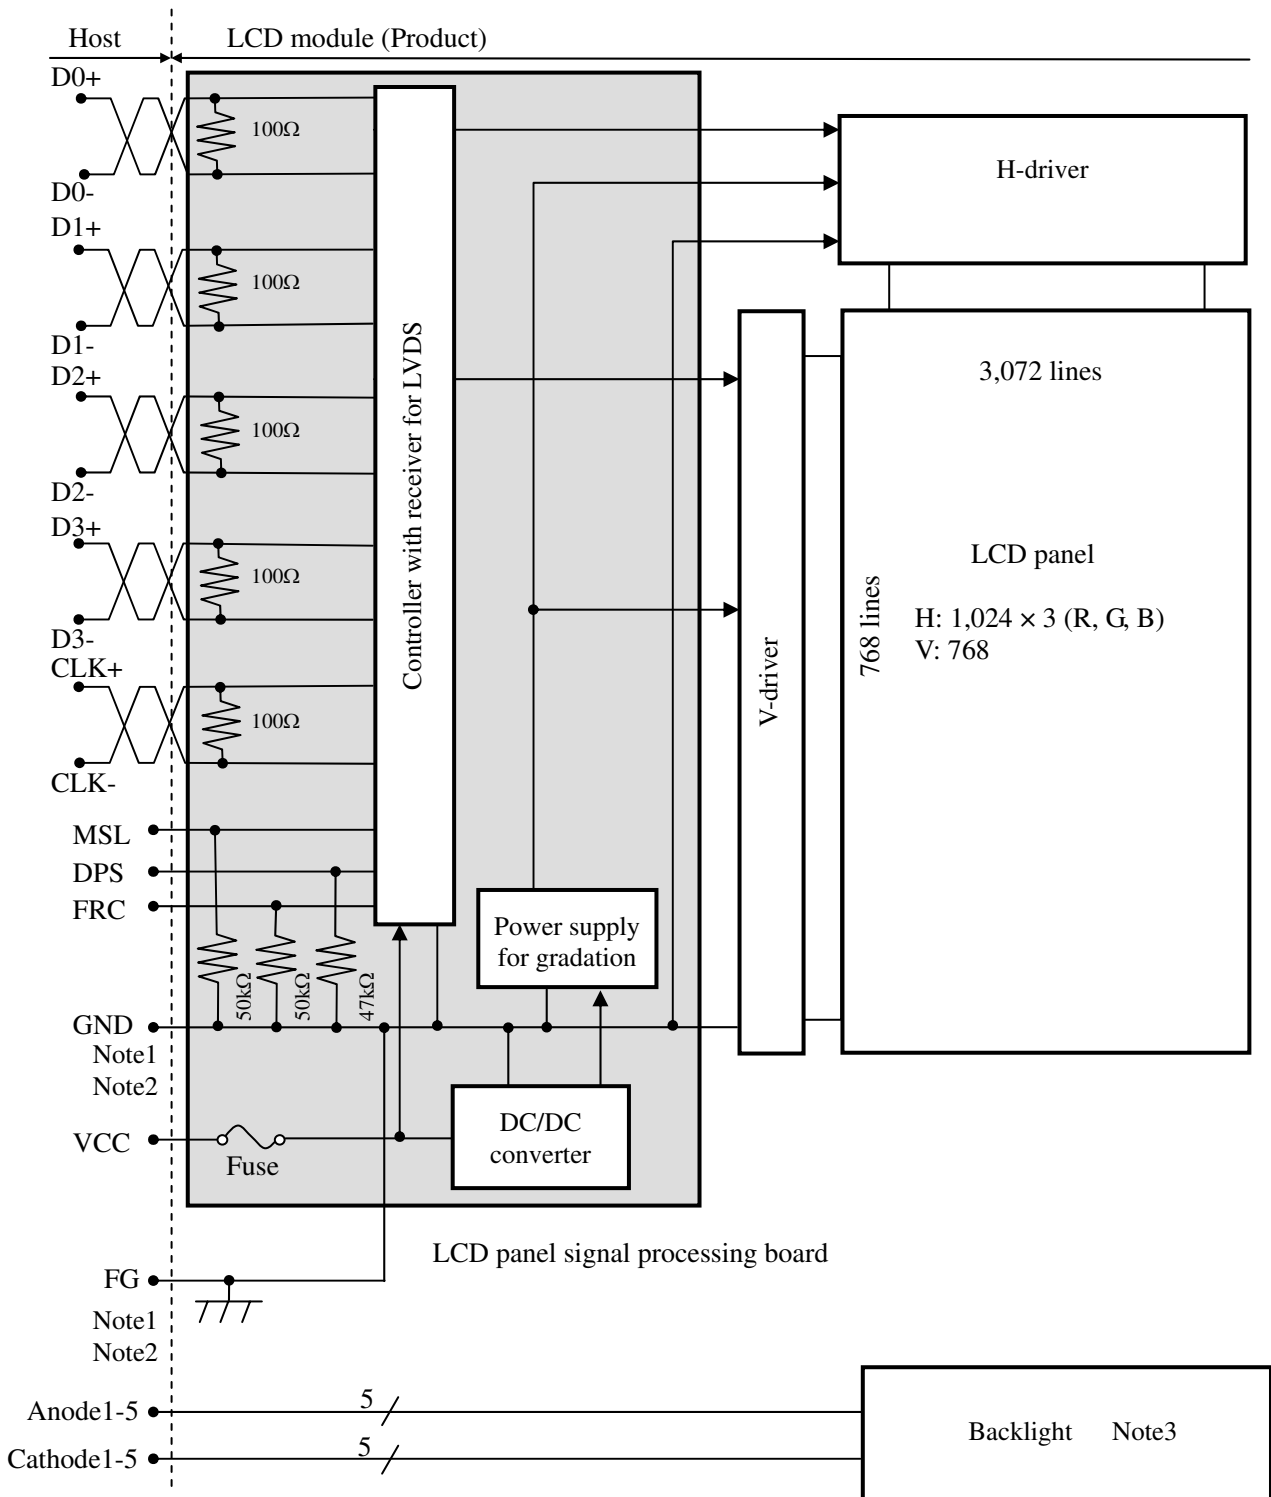 Host
LCD module (Product)
D0+
100Ω
D0-
H-driver
D1+
100Ω
D1-
D2+
100Ω
D2-
D3+
100Ω
D3-
CLK+
100Ω
CLK-
Controller with receiver for LVDS
V-driver
3,072 lines
768 lines
LCD panel
H: 1,024 × 3 (R, G, B)
V: 768
MSL
DPS
FRC
50kΩ
50kΩ
47kΩ
Power supply
for gradation
GND
Note1
Note2
VCC
Fuse
DC/DC
converter
LCD panel signal processing board
FG
Note1
Note2
Anode1-5
5
Cathode1-5
5
Backlight Note3